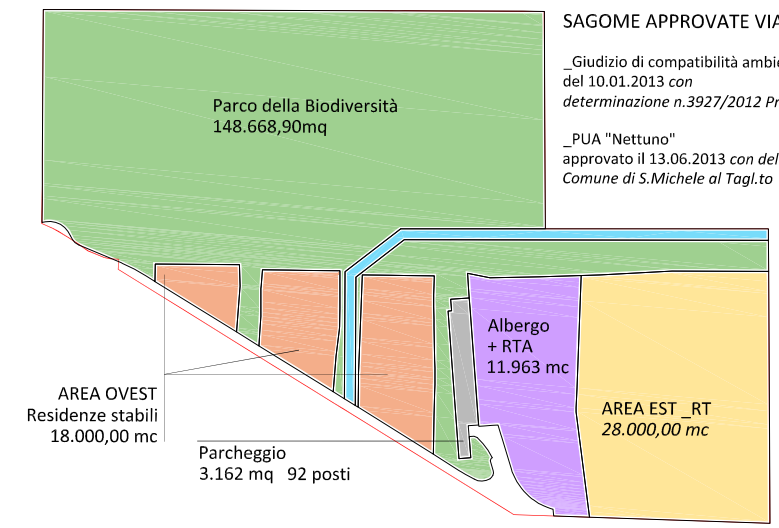 SAGOME APPROVATE VIA
_Giudizio di compatibilità ambie
del 10.01.2013 con
determinazione n.3927/2012 Pr
_PUA "Nettuno"
approvato il 13.06.2013 con del
Comune di S.Michele al Tagl.to
Parco della Biodiversità
148.668,90mq
Albergo
+ RTA
11.963 mc
AREA EST _RT
28.000,00 mc
AREA OVEST
Residenze stabili
18.000,00 mc
Parcheggio
3.162 mq 92 posti